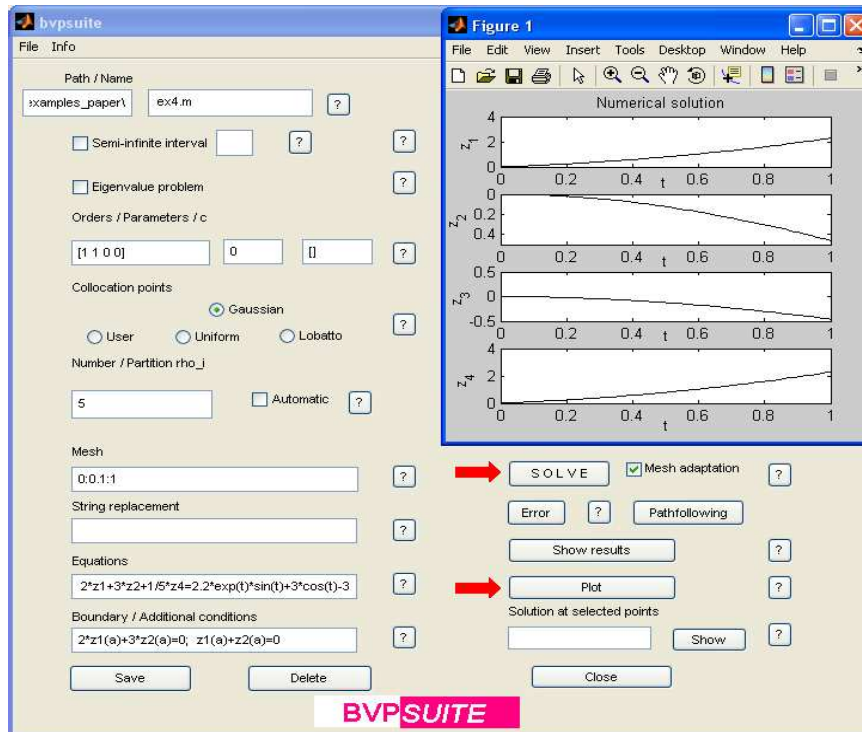 bvpsuite
File Info
Path / Name
examples_paper\ ex4.m ?
Semi-infinite interval ? ?
Eigenvalue problem ?
Orders / Parameters / c
[1 1 0 0] 0 [] ?
Collocation points
Gaussian
User Uniform Lobatto ?
Number / Partition rho_i
5 Automatic ?
Mesh
0:0.1:1 ?
String replacement
?
Equations
2*z1+3*z2+1/5*z4=2.2*exp(t)*sin(t)+3*cos(t)-3 ?
Boundary / Additional conditions
2*z1(a)+3*z2(a)=0; z1(a)+z2(a)=0 ?
Save Delete
Figure 1
File Edit View Insert Tools Desktop Window Help
Numerical solution
4
2
0
z1
0 0.2 0.4 t 0.6 0.8 1
0
0.2
0.4
z2
0 0.2 0.4 t 0.6 0.8 1
0.5
0
-0.5
z3
0 0.2 0.4 t 0.6 0.8 1
4
2
0
z4
0 0.2 0.4 t 0.6 0.8 1
SOLVE Mesh adaptation ?
Error ? Pathfollowing
Show results ?
Plot ?
Solution at selected points
Show ?
Close
BVPSUITE